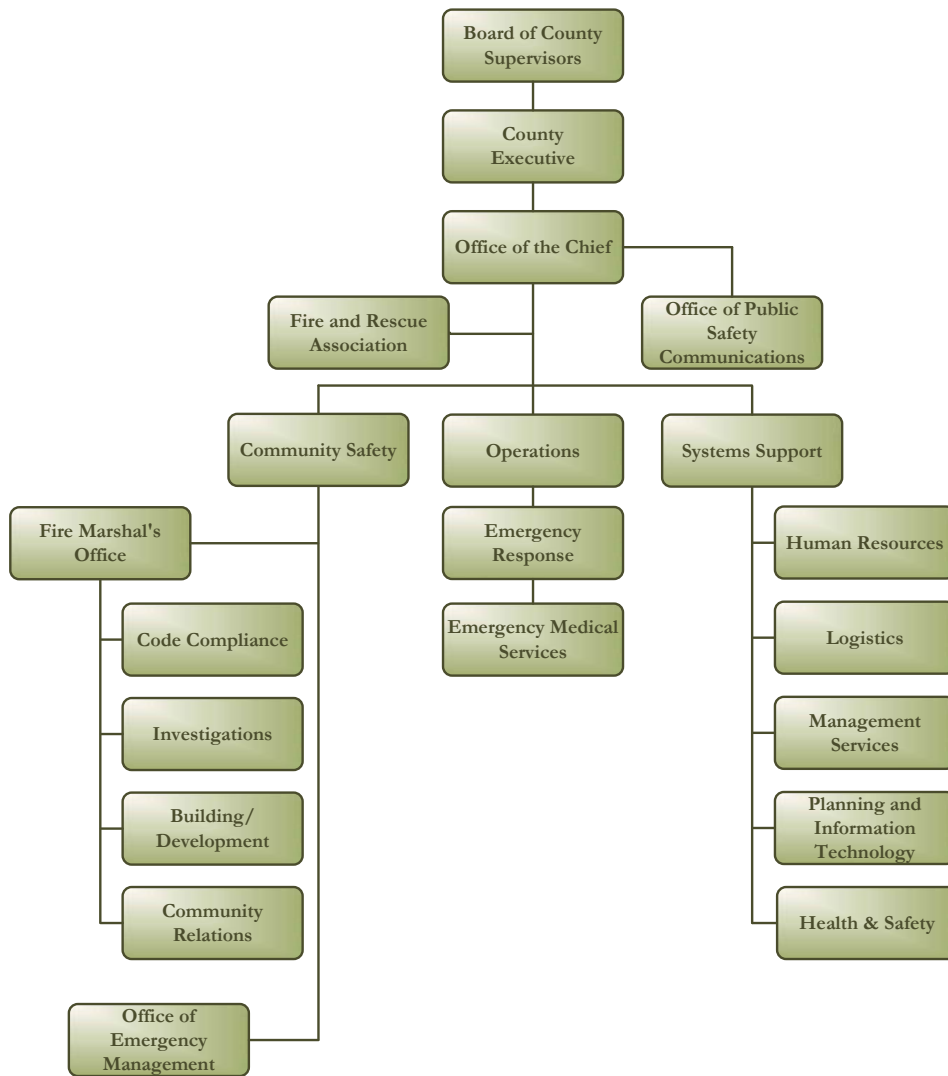 Board of County
Supervisors
County
Executive
Office of the Chief
Fire and Rescue
Association
Office of Public
Safety
Communications
Community Safety
Operations
Systems Support
Fire Marshal's
Office
Emergency
Response
Human Resources
Code Compliance
Emergency Medical
Services
Logistics
Investigations
Management
Services
Building/
Development
Planning and
Information
Technology
Community
Relations
Health & Safety
Office of
Emergency
Management